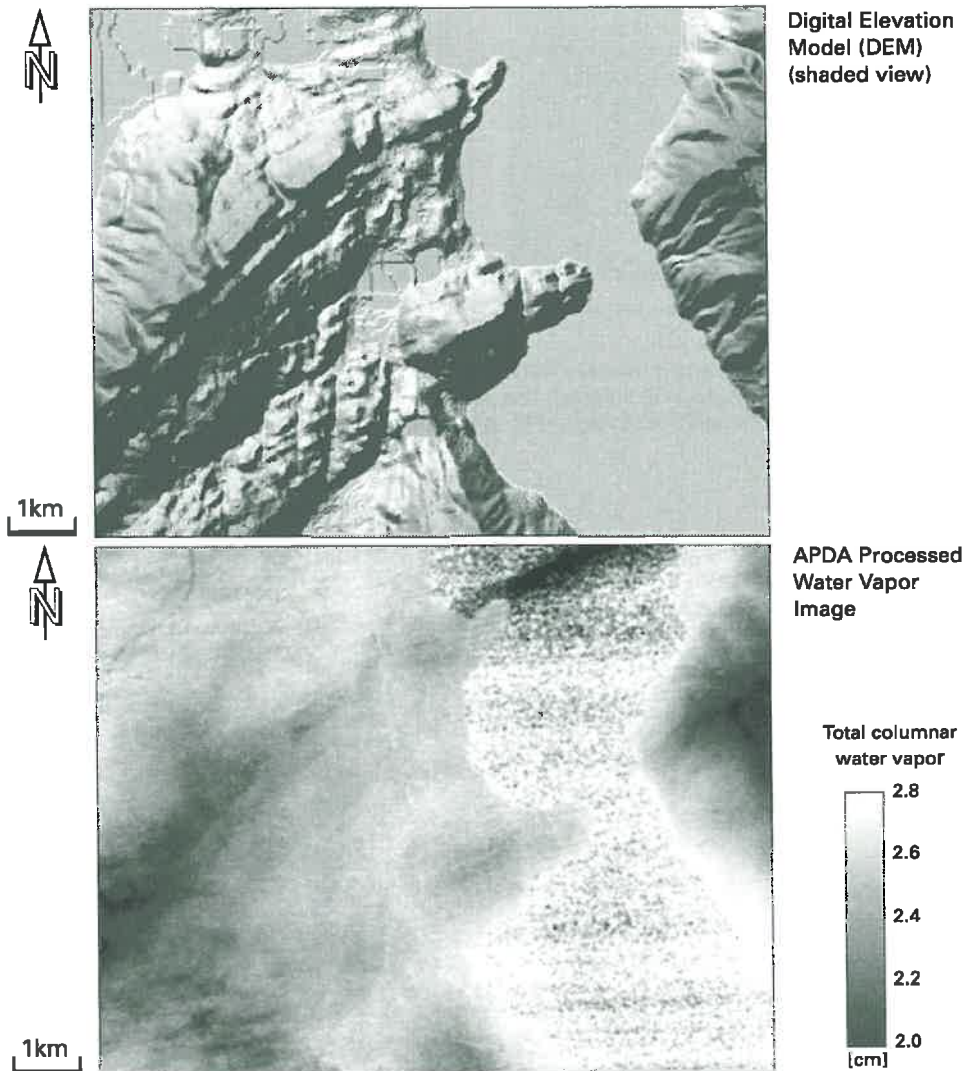 N
Digital Elevation
Model (DEM)
(shaded view)
1km
N
APDA Processed
Water Vapor
Image
Total columnar
water vapor
2.8
2.6
2.4
2.2
2.0
[cm]
1km